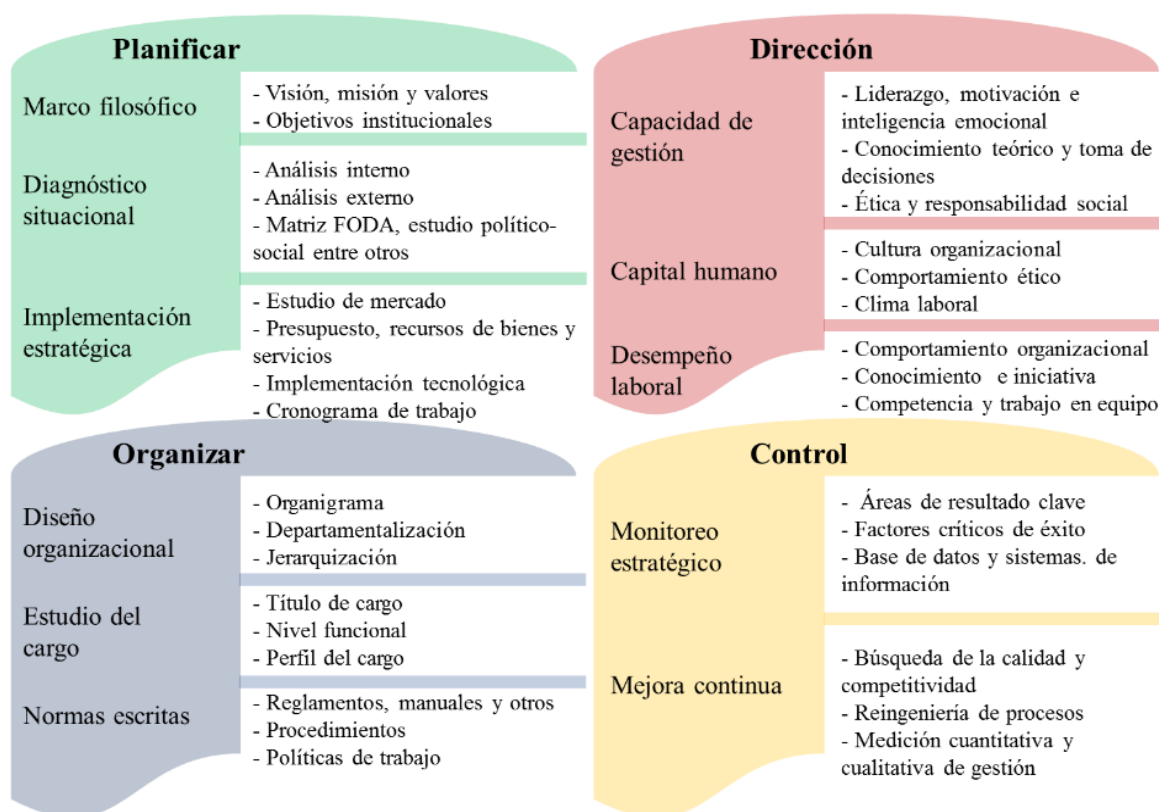 Planificar
Marco filosófico
- Visión, misión y valores
- Objetivos institucionales
Diagnóstico
situacional
- Análisis interno
- Análisis externo
- Matriz FODA, estudio político-
social entre otros
Implementación
estratégica
- Estudio de mercado
- Presupuesto, recursos de bienes y
servicios
- Implementación tecnológica
- Cronograma de trabajo
Dirección
Capacidad de
gestión
- Liderazgo, motivación e
inteligencia emocional
- Conocimiento teórico y toma de
decisiones
- Ética y responsabilidad social
Capital humano
- Cultura organizacional
- Comportamiento ético
- Clima laboral
Desempeño
laboral
- Comportamiento organizacional
- Conocimiento e iniciativa
- Competencia y trabajo en equipo
Organizar
Diseño
organizacional
- Organigrama
- Departamentalización
- Jerarquización
Estudio del
cargo
- Título de cargo
- Nivel funcional
- Perfil del cargo
Normas escritas
- Reglamentos, manuales y otros
- Procedimientos
- Políticas de trabajo
Control
Monitoreo
estratégico
- Áreas de resultado clave
- Factores críticos de éxito
- Base de datos y sistemas. de
información
Mejora continua
- Búsqueda de la calidad y
competitividad
- Reingeniería de procesos
- Medición cuantitativa y
cualitativa de gestión